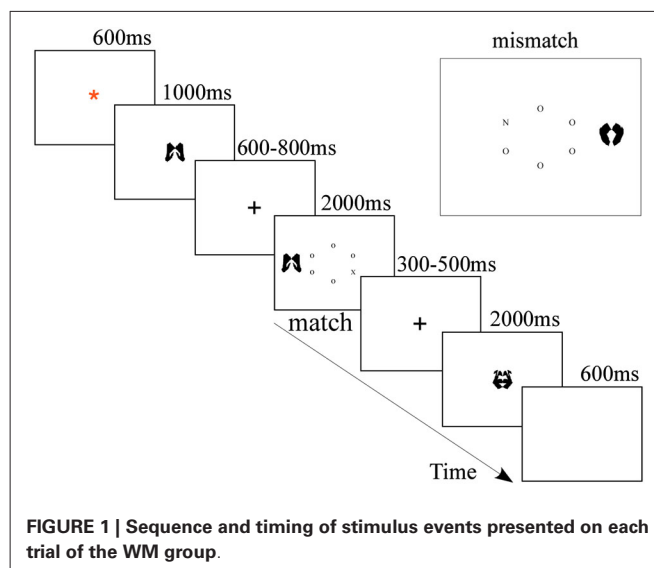 600ms
mismatch
*
1000ms
O
N
O
600-800ms
O
O
O
+
2000ms
o
o
o
o
x
o
300-500ms
match
+
2000ms
600ms
Time
FIGURE 1 | Sequence and timing of stimulus events presented on each
trial of the WM group.